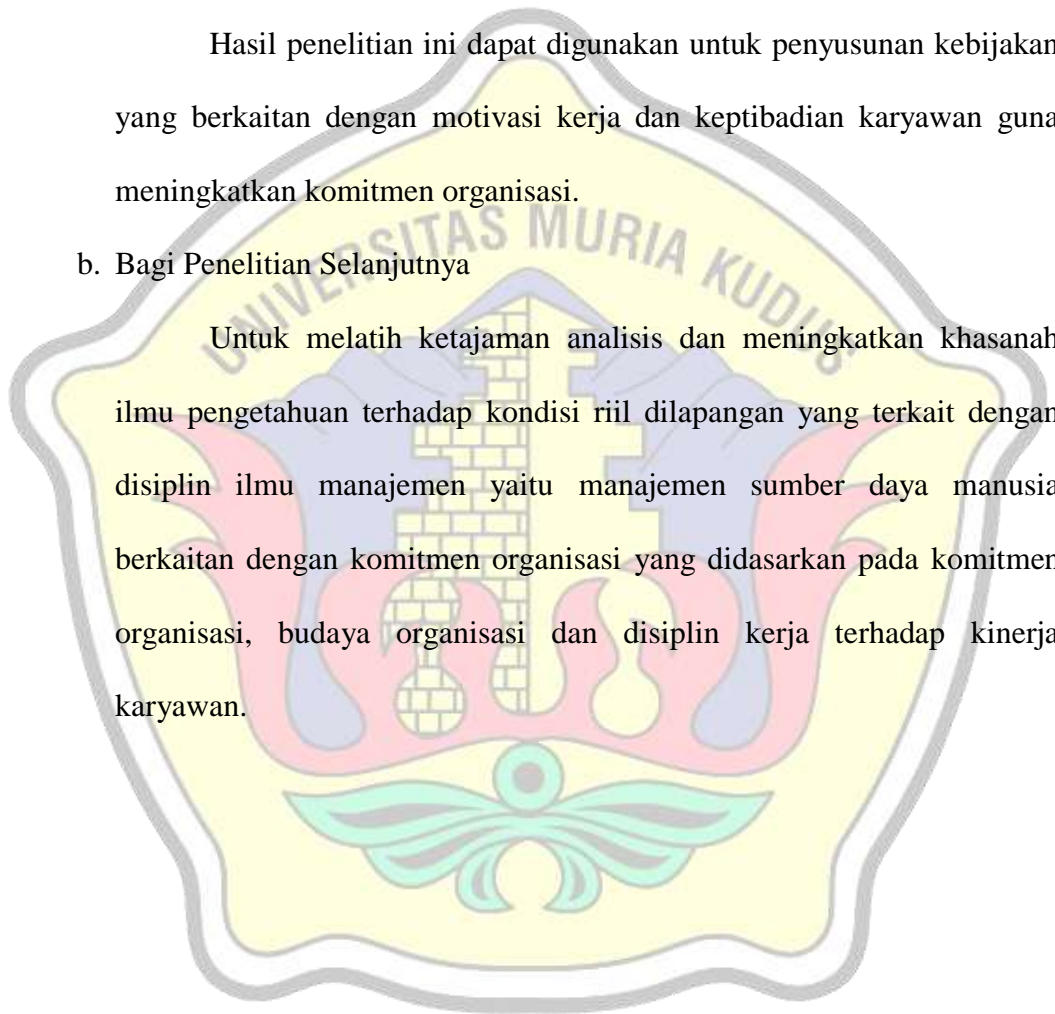 Hasil penelitian ini dapat digunakan untuk penyusunan kebijakan
yang berkaitan dengan motivasi kerja dan keptibadian karyawan guna
meningkatkan komitmen organisasi.
UNIVERSITAS MURIA KUDUS
b. Bagi Penelitian Selanjutnya
Untuk melatih ketajaman analisis dan meningkatkan khasanah
ilmu pengetahuan terhadap kondisi riil dilapangan yang terkait dengan
disiplin ilmu manajemen yaitu manajemen sumber daya manusia
berkaitan dengan komitmen organisasi yang didasarkan pada komitmen
organisasi, budaya organisasi dan disiplin kerja terhadap kinerja
karyawan.